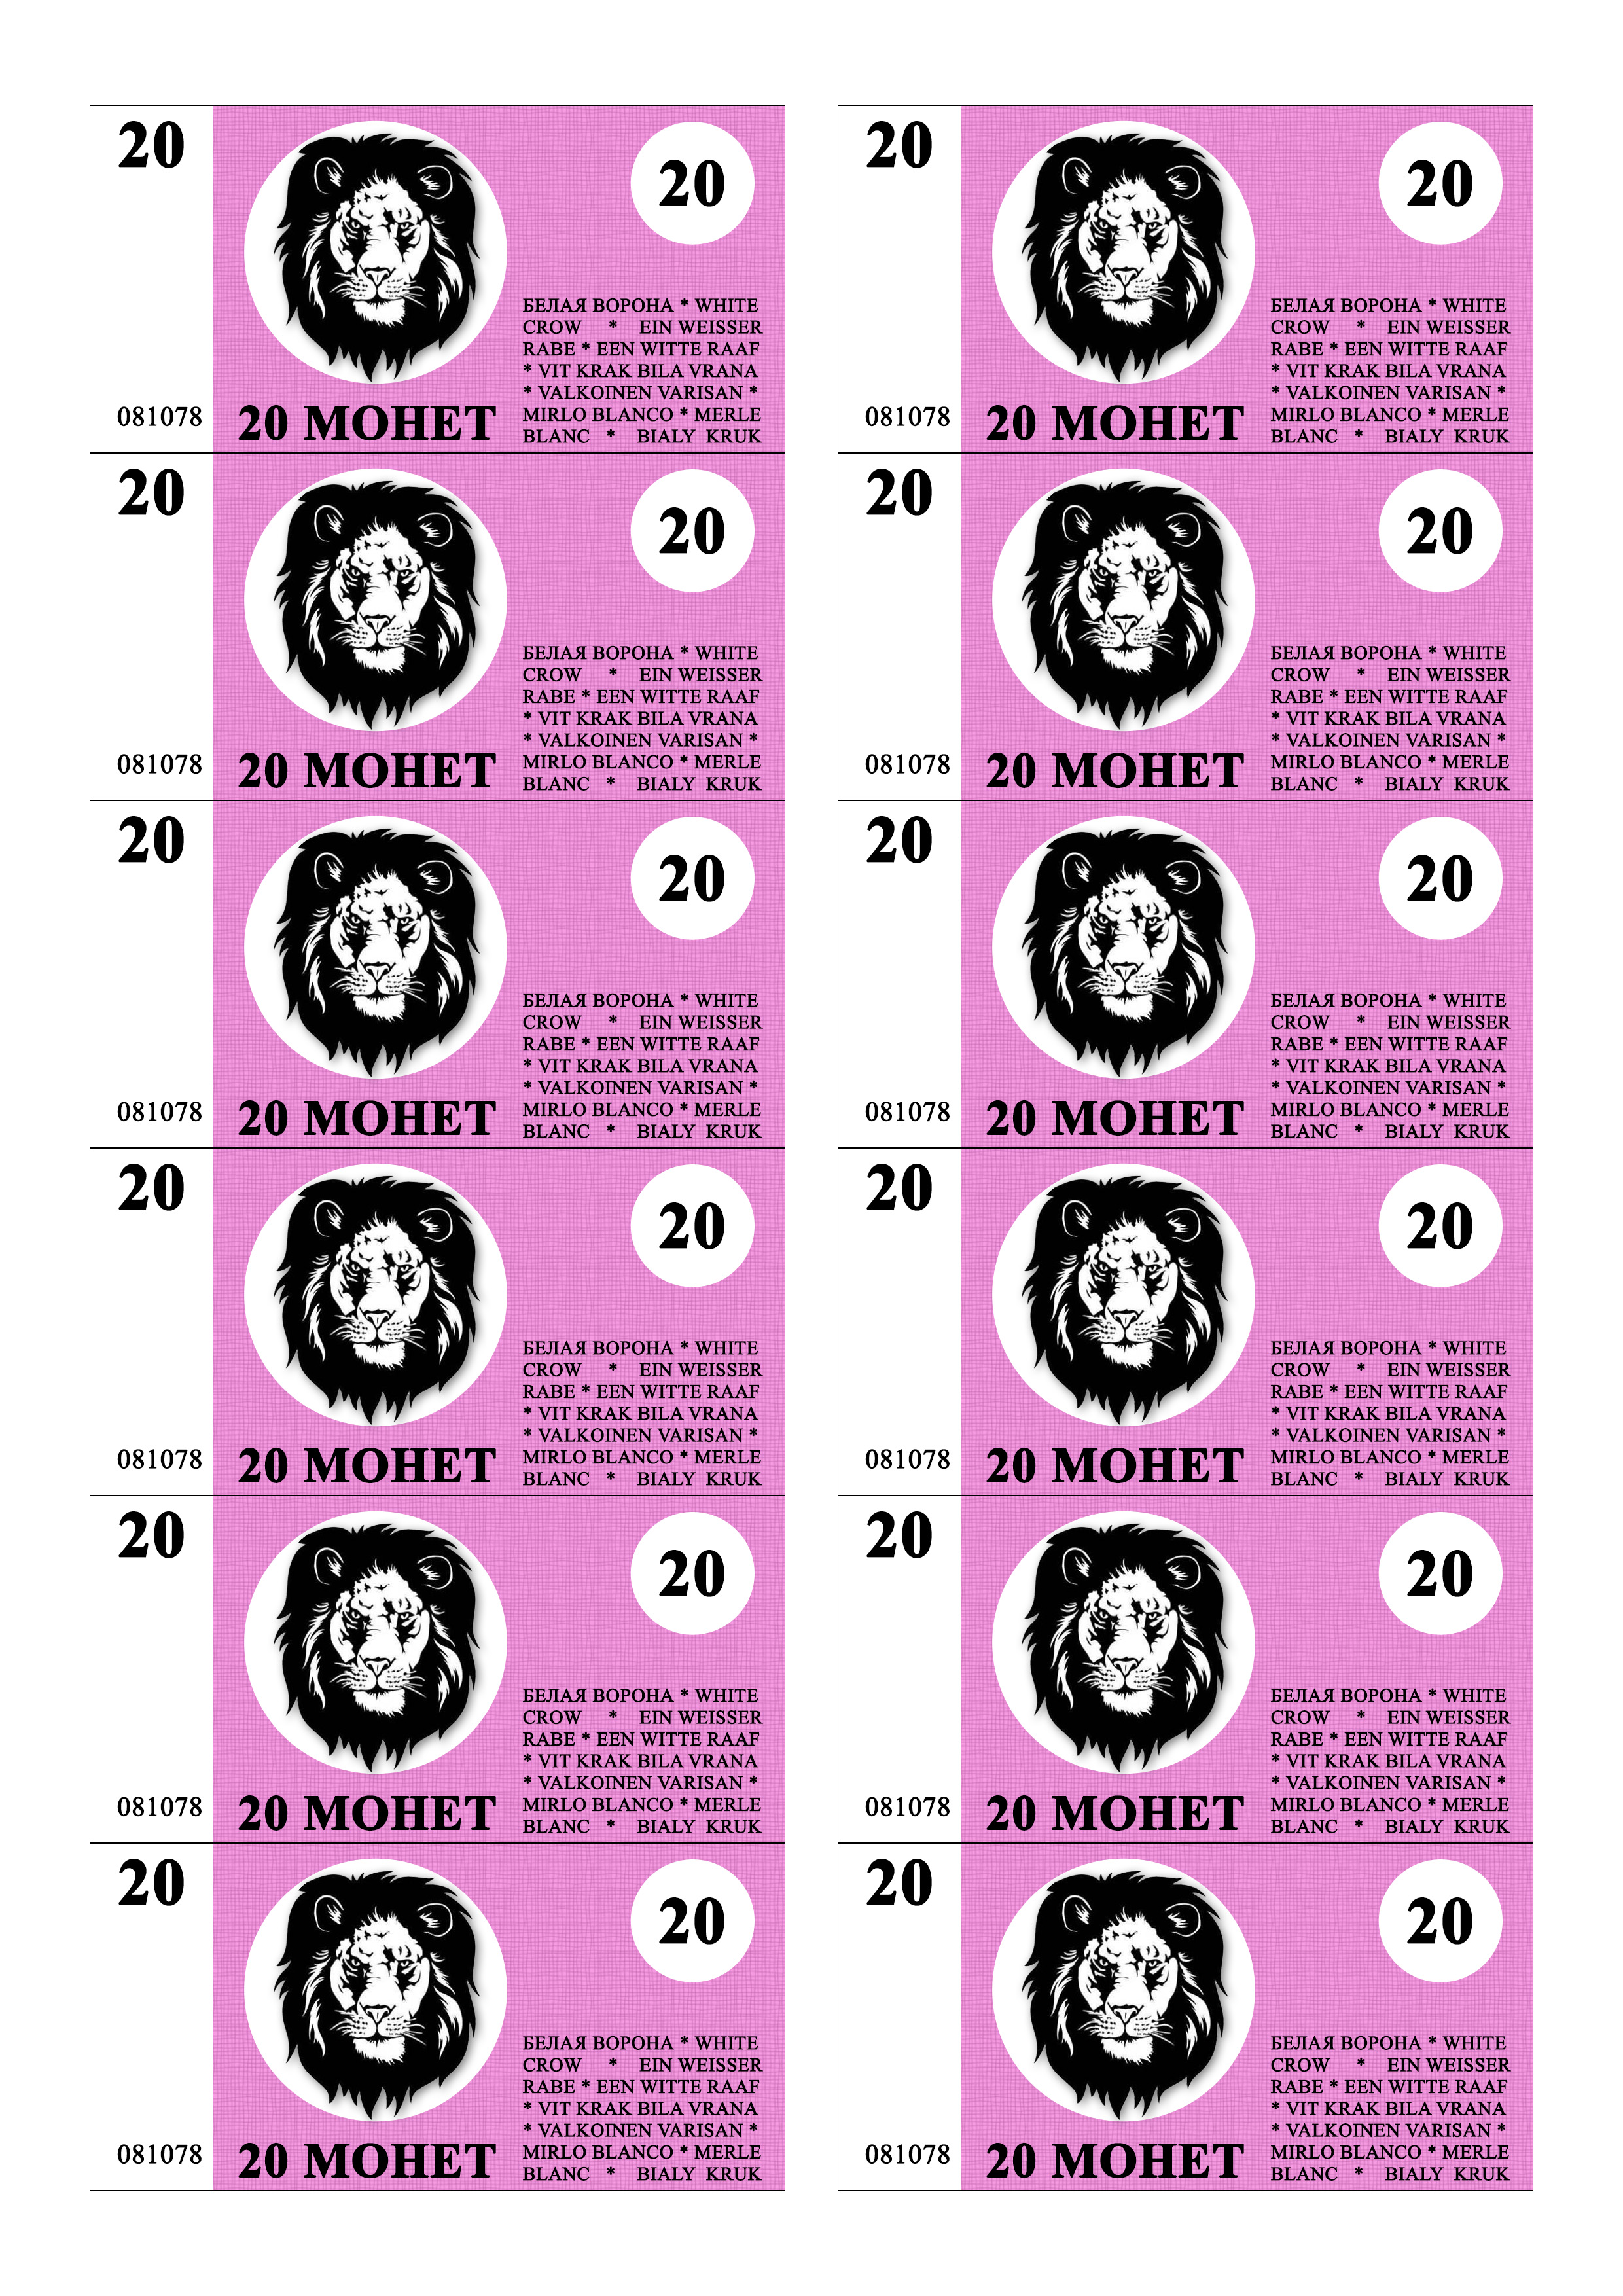 20
20
БЕЛАЯ ВОРОНА * WHITE
CROW * EIN WEISSER
RABE * EEN WITTE RAAF
* VIT KRAK BILA VRANA
* VALKOINEN VARISAN *
MIRLO BLANCO * MERLE
BLANC * BIALY KRUK
081078
20 МОНЕТ
20
20
БЕЛАЯ ВОРОНА * WHITE
CROW * EIN WEISSER
RABE * EEN WITTE RAAF
* VIT KRAK BILA VRANA
* VALKOINEN VARISAN *
MIRLO BLANCO * MERLE
BLANC * BIALY KRUK
081078
20 МОНЕТ
20
20
БЕЛАЯ ВОРОНА * WHITE
CROW * EIN WEISSER
RABE * EEN WITTE RAAF
* VIT KRAK BILA VRANA
* VALKOINEN VARISAN *
MIRLO BLANCO * MERLE
BLANC * BIALY KRUK
081078
20 МОНЕТ
20
20
БЕЛАЯ ВОРОНА * WHITE
CROW * EIN WEISSER
RABE * EEN WITTE RAAF
* VIT KRAK BILA VRANA
* VALKOINEN VARISAN *
MIRLO BLANCO * MERLE
BLANC * BIALY KRUK
081078
20 МОНЕТ
20
20
БЕЛАЯ ВОРОНА * WHITE
CROW * EIN WEISSER
RABE * EEN WITTE RAAF
* VIT KRAK BILA VRANA
* VALKOINEN VARISAN *
MIRLO BLANCO * MERLE
BLANC * BIALY KRUK
081078
20 МОНЕТ
20
20
БЕЛАЯ ВОРОНА * WHITE
CROW * EIN WEISSER
RABE * EEN WITTE RAAF
* VIT KRAK BILA VRANA
* VALKOINEN VARISAN *
MIRLO BLANCO * MERLE
BLANC * BIALY KRUK
081078
20 МОНЕТ
20
20
БЕЛАЯ ВОРОНА * WHITE
CROW * EIN WEISSER
RABE * EEN WITTE RAAF
* VIT KRAK BILA VRANA
* VALKOINEN VARISAN *
MIRLO BLANCO * MERLE
BLANC * BIALY KRUK
081078
20 МОНЕТ
20
20
БЕЛАЯ ВОРОНА * WHITE
CROW * EIN WEISSER
RABE * EEN WITTE RAAF
* VIT KRAK BILA VRANA
* VALKOINEN VARISAN *
MIRLO BLANCO * MERLE
BLANC * BIALY KRUK
081078
20 МОНЕТ
20
20
БЕЛАЯ ВОРОНА * WHITE
CROW * EIN WEISSER
RABE * EEN WITTE RAAF
* VIT KRAK BILA VRANA
* VALKOINEN VARISAN *
MIRLO BLANCO * MERLE
BLANC * BIALY KRUK
081078
20 МОНЕТ
20
20
БЕЛАЯ ВОРОНА * WHITE
CROW * EIN WEISSER
RABE * EEN WITTE RAAF
* VIT KRAK BILA VRANA
* VALKOINEN VARISAN *
MIRLO BLANCO * MERLE
BLANC * BIALY KRUK
081078
20 МОНЕТ
20
20
БЕЛАЯ ВОРОНА * WHITE
CROW * EIN WEISSER
RABE * EEN WITTE RAAF
* VIT KRAK BILA VRANA
* VALKOINEN VARISAN *
MIRLO BLANCO * MERLE
BLANC * BIALY KRUK
081078
20 МОНЕТ
20
20
БЕЛАЯ ВОРОНА * WHITE
CROW * EIN WEISSER
RABE * EEN WITTE RAAF
* VIT KRAK BILA VRANA
* VALKOINEN VARISAN *
MIRLO BLANCO * MERLE
BLANC * BIALY KRUK
081078
20 МОНЕТ